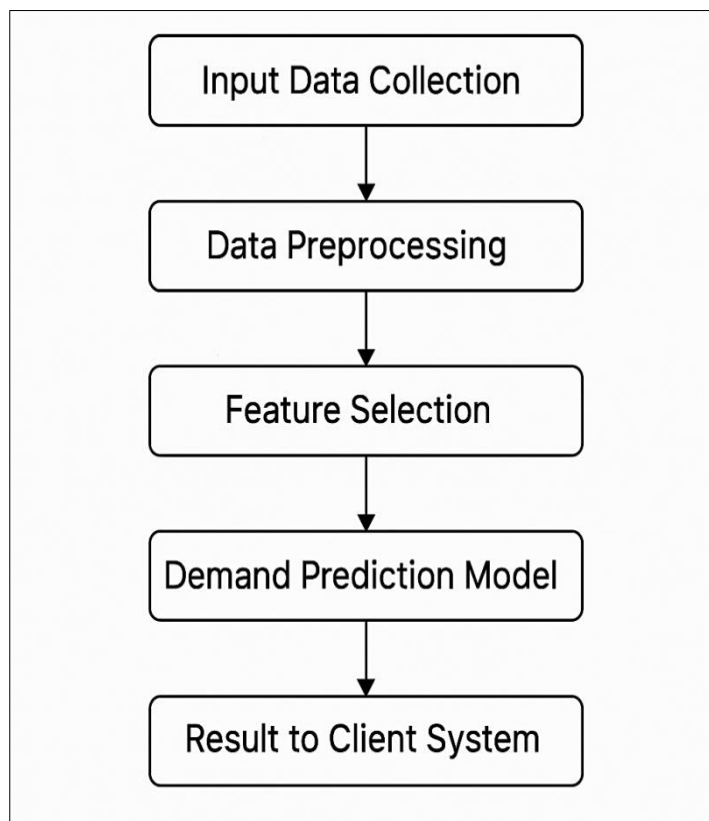 Input Data Collection
Data Preprocessing
Feature Selection
Demand Prediction Model
Result to Client System